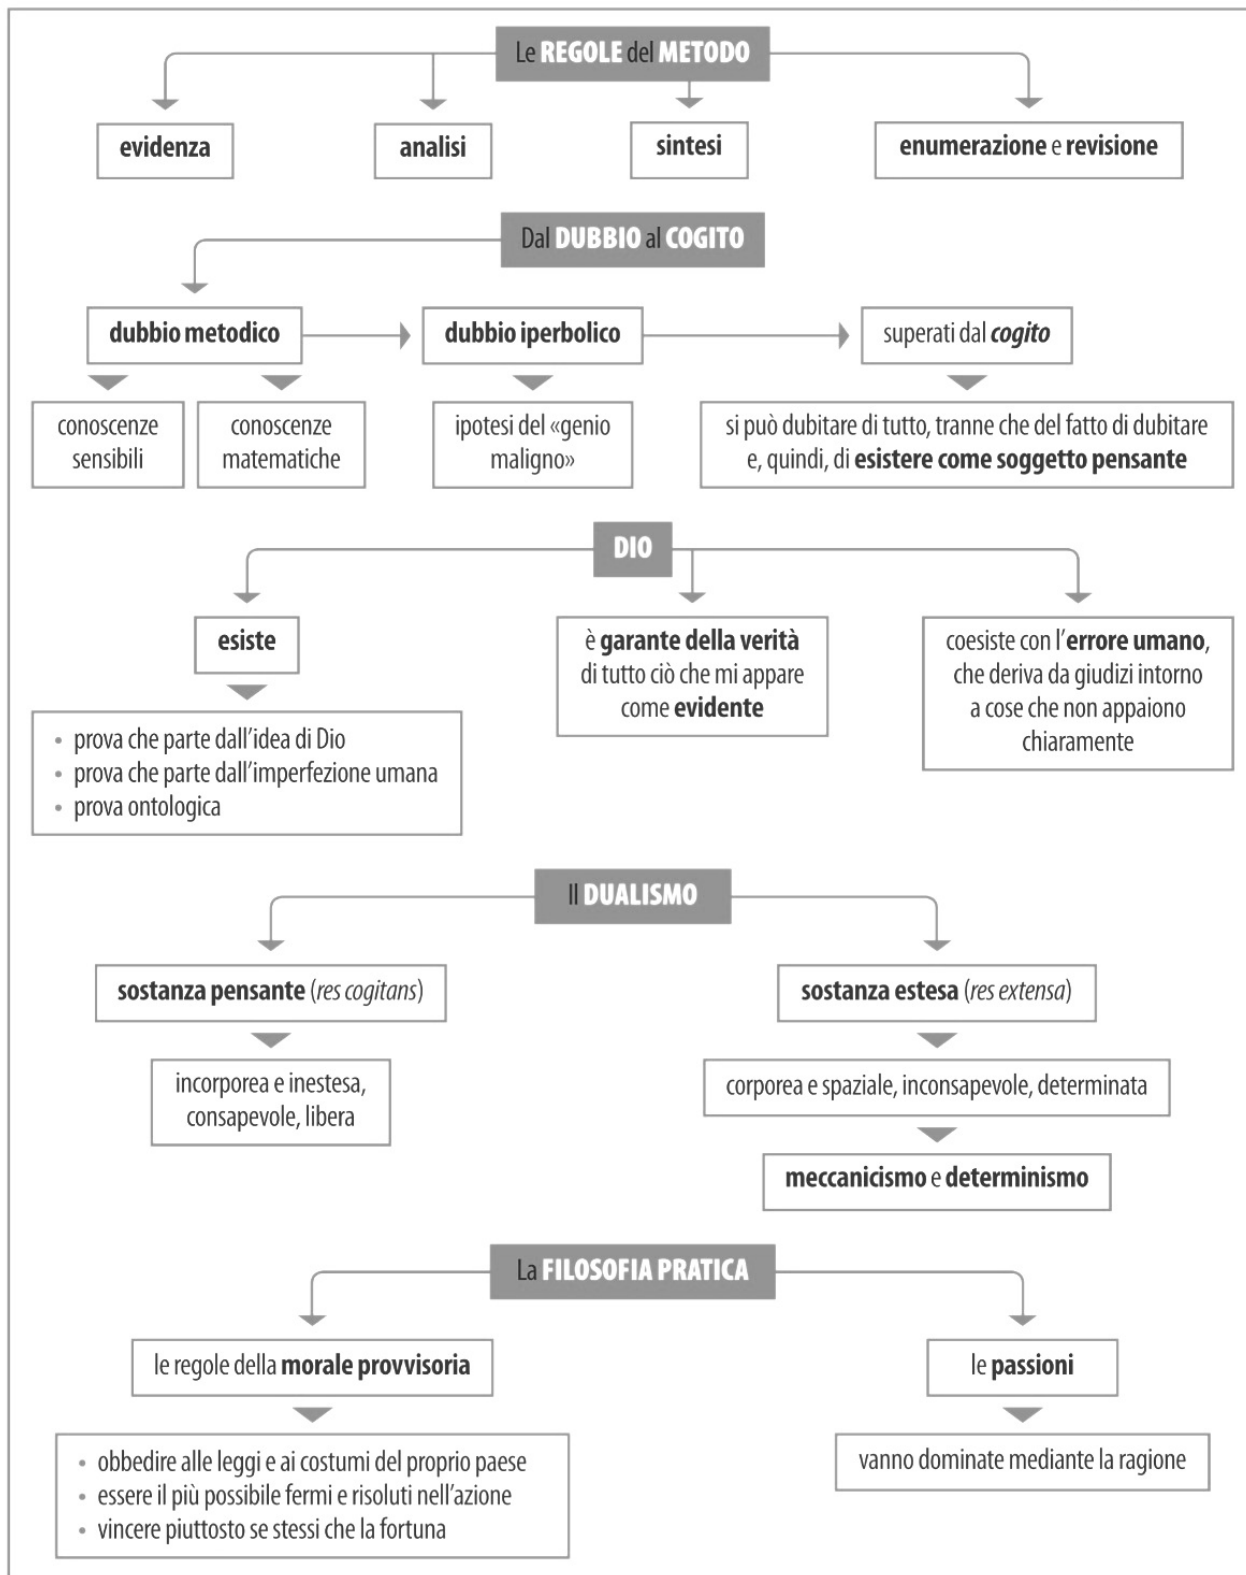 Le REGOLE del METODO
evidenza
analisi
sintesi
enumerazione e revisione
Dal DUBBIO al COGITO
dubbio metodico
dubbio iperbolico
superati dal cogito
conoscenze
sensibili
conoscenze
matematiche
ipotesi del «genio
maligno»
si può dubitare di tutto, tranne che del fatto di dubitare
e, quindi, di esistere come soggetto pensante
DIO
esiste
è garante della verità
di tutto ciò che mi appare
come evidente
coesiste con l'errore umano,
che deriva da giudizi intorno
a cose che non appaiono
chiaramente
• prova che parte dall'idea di Dio
• prova che parte dall'imperfezione umana
• prova ontologica
Il DUALISMO
sostanza pensante (res cogitans)
sostanza estesa (res extensa)
incorporea e inestesa,
consapevole, libera
corporea e spaziale, inconsapevole, determinata
meccanicismo e determinismo
La FILOSOFIA PRATICA
le regole della morale provvisoria
le passioni
• obbedire alle leggi e ai costumi del proprio paese
• essere il più possibile fermi e risoluti nell'azione
• vincere piuttosto se stessi che la fortuna
vanno dominate mediante la ragione